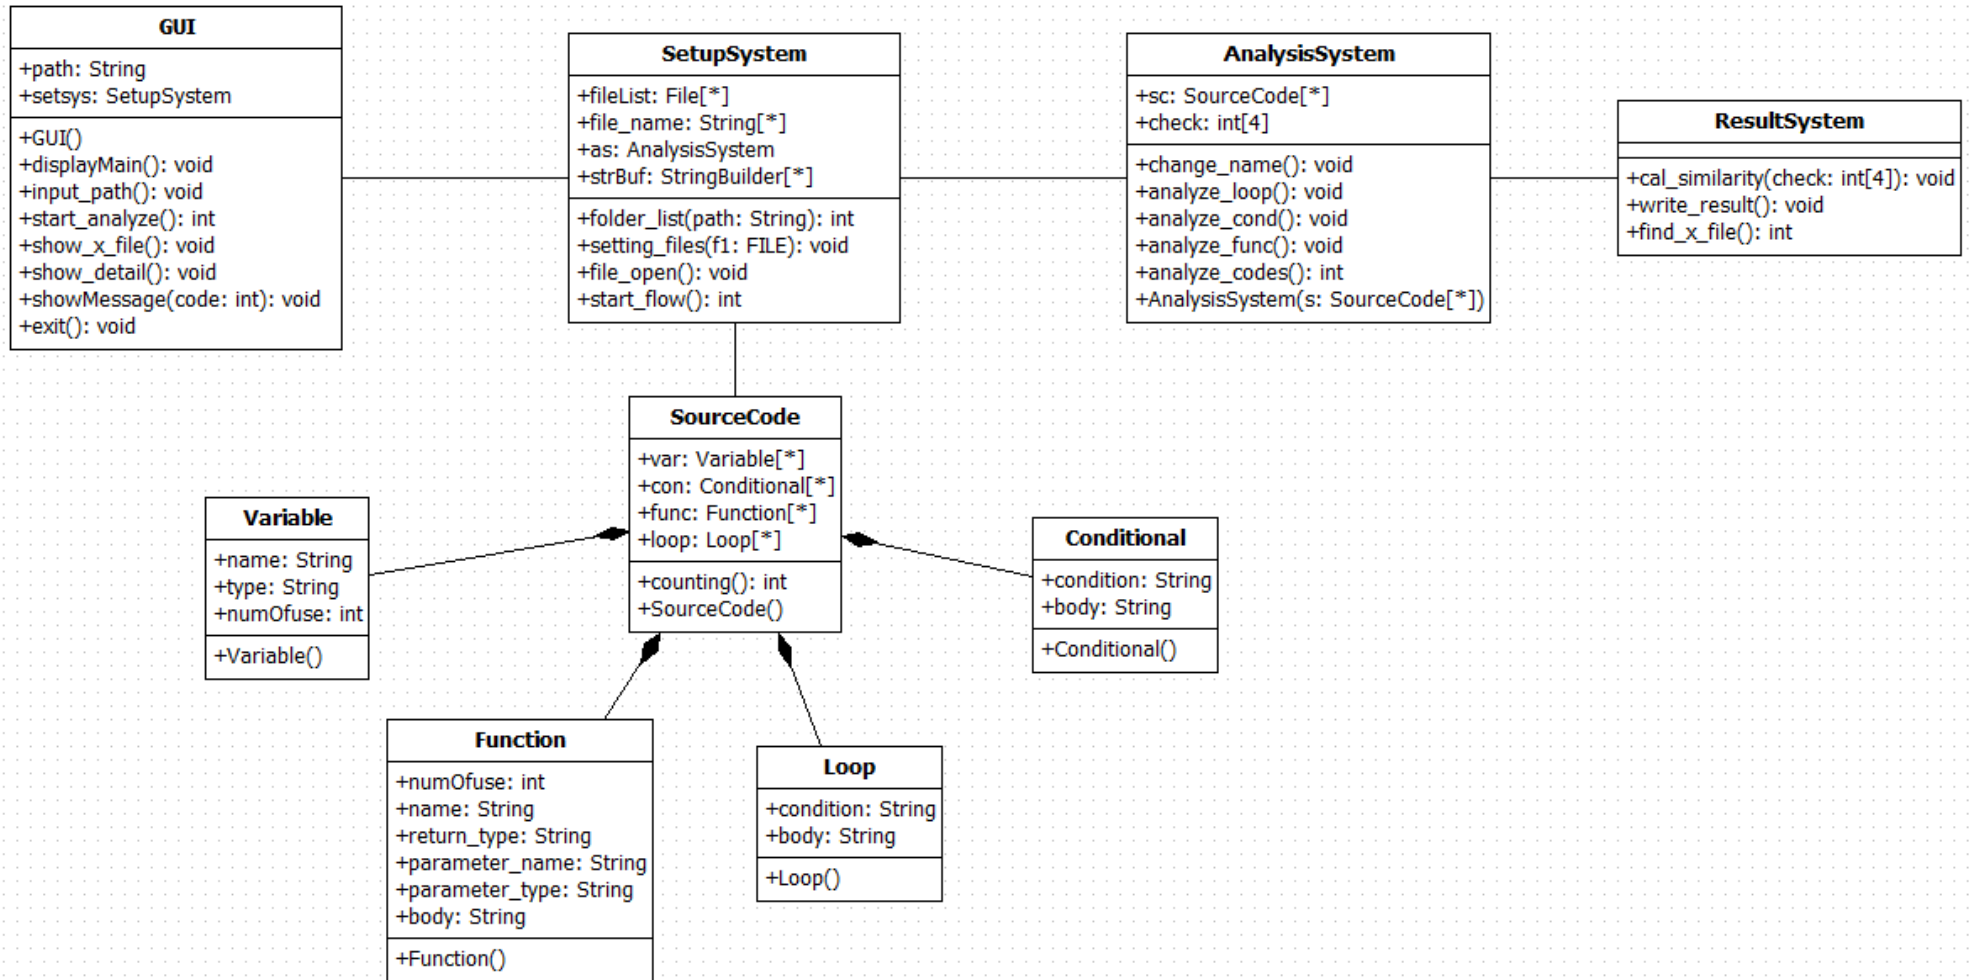 GUI
+path: String
+setsys: SetupSystem
+GUI()
+displayMain(): void
+input_path(): void
+start_analyze(): int
+show_x_file(): void
+show_detail(): void
+showMessage(code: int): void
+exit(): void
SetupSystem
+fileList: File[*]
+file_name: String[*]
+as: AnalysisSystem
+strBuf: StringBuilder[*]
+folder_list(path: String): int
+setting_files(f1: FILE): void
+file_open(): void
+start_flow(): int
AnalysisSystem
+sc: SourceCode[*]
+check: int[4]
+change_name(): void
+analyze_loop(): void
+analyze_cond(): void
+analyze_func(): void
+analyze_codes(): int
+AnalysisSystem(s: SourceCode[*])
ResultSystem
+cal_similarity(check: int[4]): void
+write_result(): void
+find_x_file(): int
SourceCode
+var: Variable[*]
+con: Conditional[*]
+func: Function[*]
+loop: Loop[*]
+counting(): int
+SourceCode()
Variable
+name: String
+type: String
+numOfuse: int
+Variable()
Conditional
+condition: String
+body: String
+Conditional()
Function
+numOfuse: int
+name: String
+return_type: String
+parameter_name: String
+parameter_type: String
+body: String
+Function()
Loop
+condition: String
+body: String
+Loop()